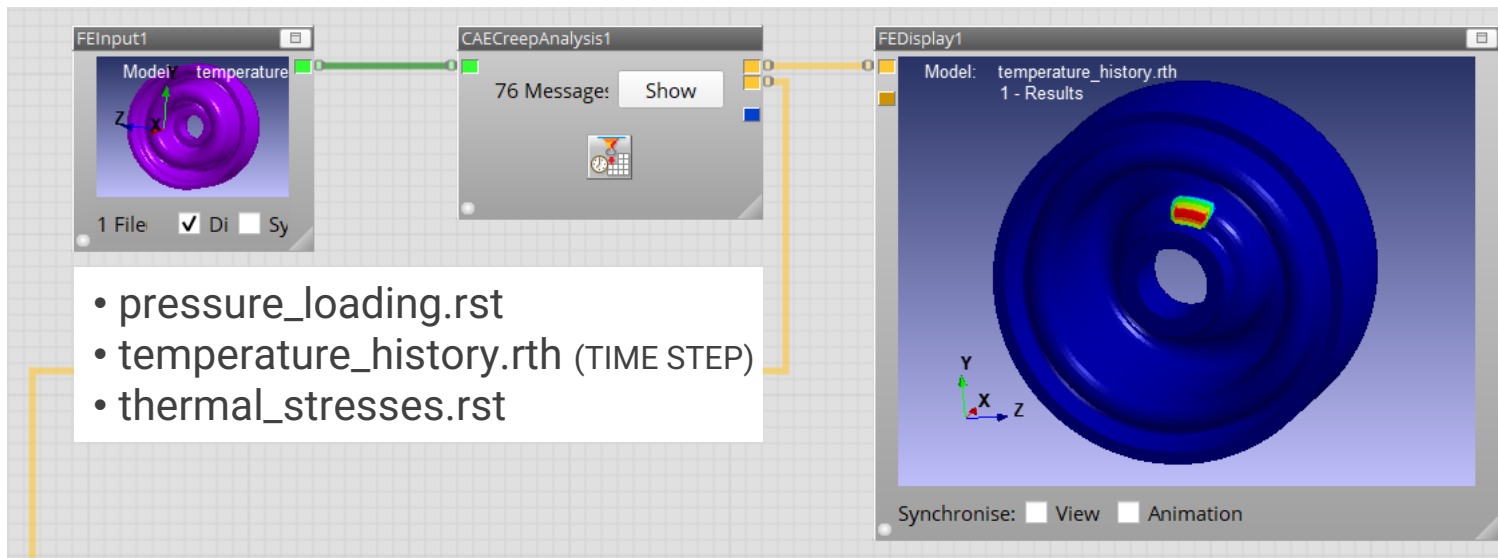 FEInput1
Model: temperature
Y
Z
X
1 File
Di
Sy
CAECreepAnalysis1
76 Messages
Show
• pressure_loading.rst
• temperature_history.rth (TIME STEP)
• thermal_stresses.rst
FEDisplay1
Model: temperature_history.rth
1 - Results
Y
X
Z
Synchronise: View Animation